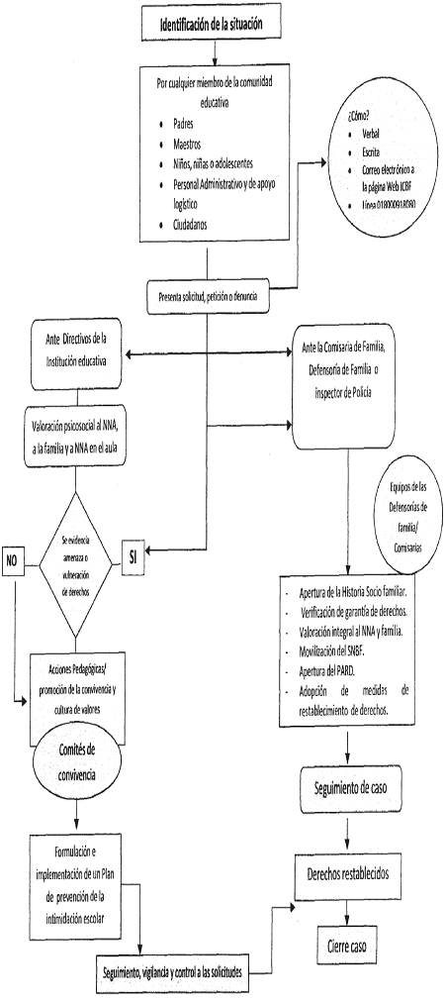 Identificación de la situación
Por cualquier miembro de la comunidad
educativa
• Padres
• Maestros
• Niños, niñas o adolescentes
• Personal Administrativo y de apoyo
logístico
• Ciudadanos
¿Cómo?
• Verbal
• Escrita
• Correo electrónico a
la página Web ICBF
• Línea 018000918080
Presenta solicitud, petición o denuncia
Ante Directivos de la
Institución educativa
Ante la Comisaria de Familia,
Defensoría de Familia o
inspector de Policía
Valoración psicosocial al NNA,
a la familia y a NNA en el aula
Equipos de las
Defensorías de
familia/
Comisarías
Se evidencia
amenaza o
vulneración
de derechos
NO
SI
- Apertura de la Historia Socio familiar.
- Verificación de garantía de derechos.
- Valoración integral al NNA y familia.
- Movilización del SNBF.
- Apertura del PARD.
- Adopción de medidas de
restablecimiento de derechos.
Acciones Pedagógicas/
promoción de la convivencia y
cultura de valores
Comités de
convivencia
Seguimiento de caso
Formulación e
implementación de un Plan
de prevención de la
intimidación escolar
Derechos restablecidos
Cierre caso
Seguimiento, vigilancia y control a las solicitudes